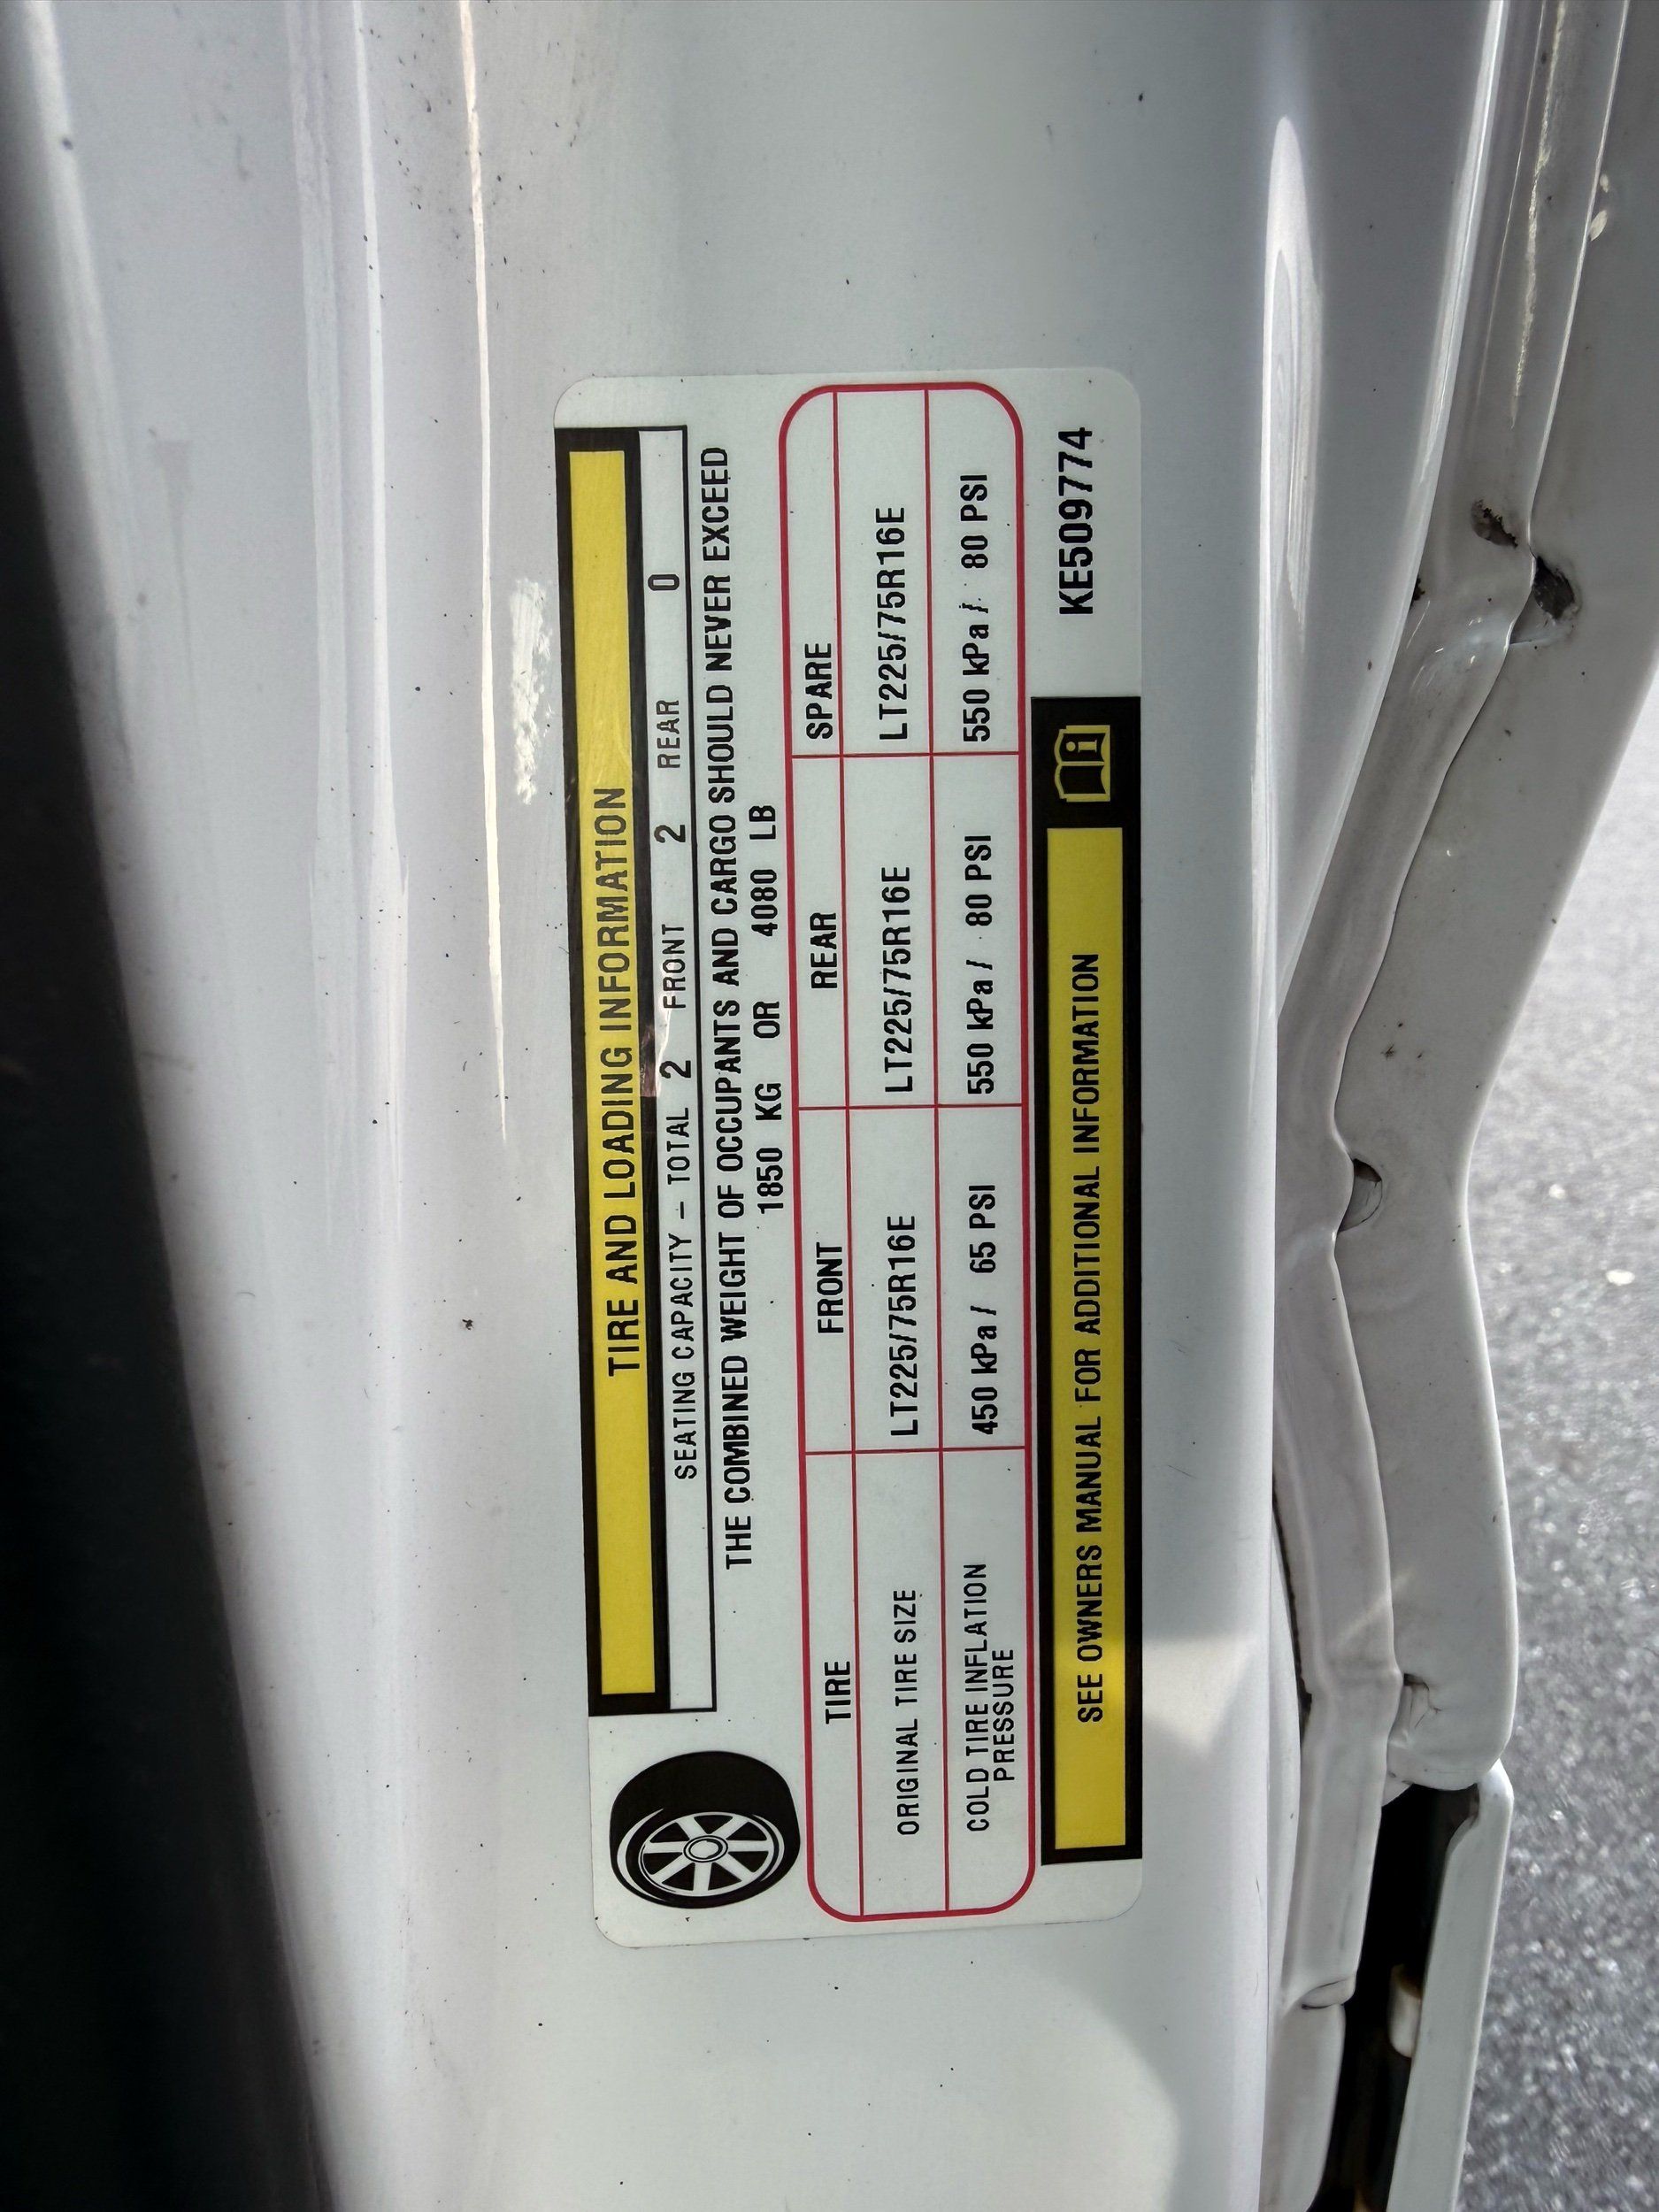 TIRE AND LOADING INFORMATION
SEATING CAPACITY – TOTAL 2 FRONT 2 REAR 0
THE COMBINED WEIGHT OF OCCUPANTS AND CARGO SHOULD NEVER EXCEED
1850 KG OR 4080 LB
TIRE FRONT REAR SPARE
ORIGINAL TIRE SIZE LT225/75R16E LT225/75R16E LT225/75R16E
COLD TIRE INFLATION PRESSURE 450 kPa / 65 PSI 550 kPa / 80 PSI 550 kPa / 80 PSI
SEE OWNERS MANUAL FOR ADDITIONAL INFORMATION i KE509774